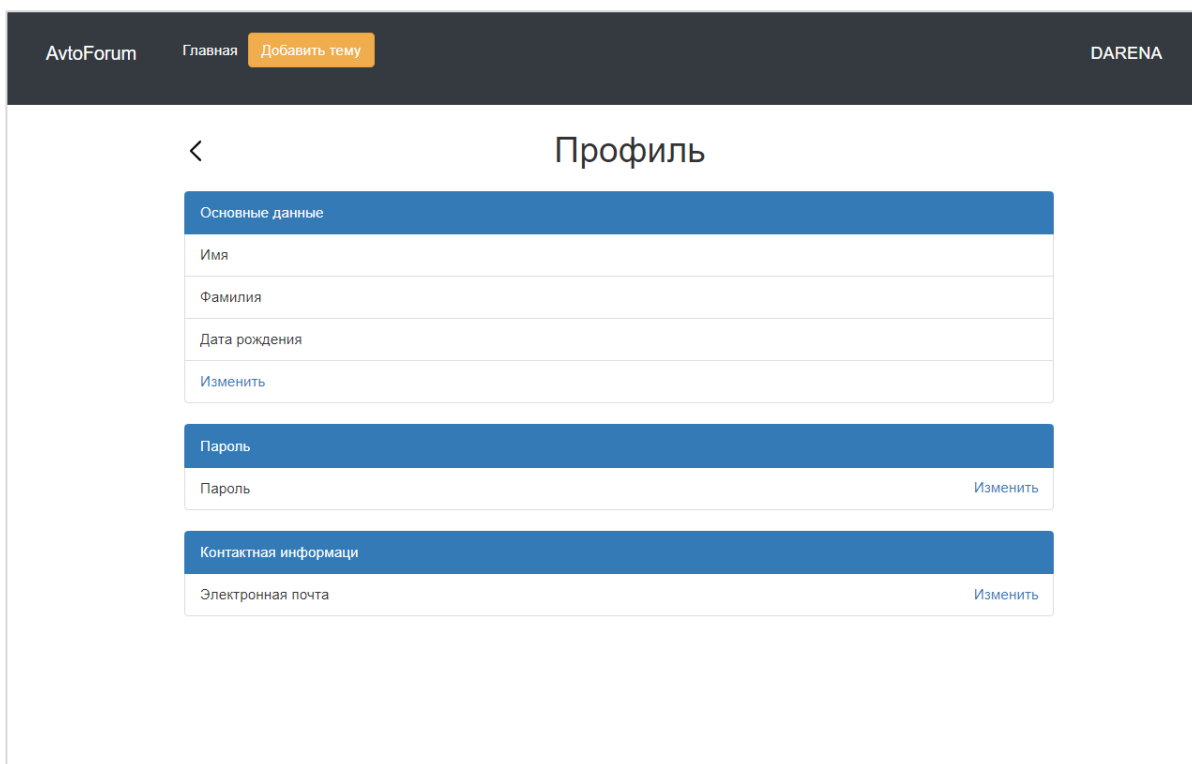 AvtoForum Главная Добавить тему DARENA
Профиль
Основные данные
Имя
Фамилия
Дата рождения
Изменить
Пароль
Пароль Изменить
Контактная информаци
Электронная почта Изменить